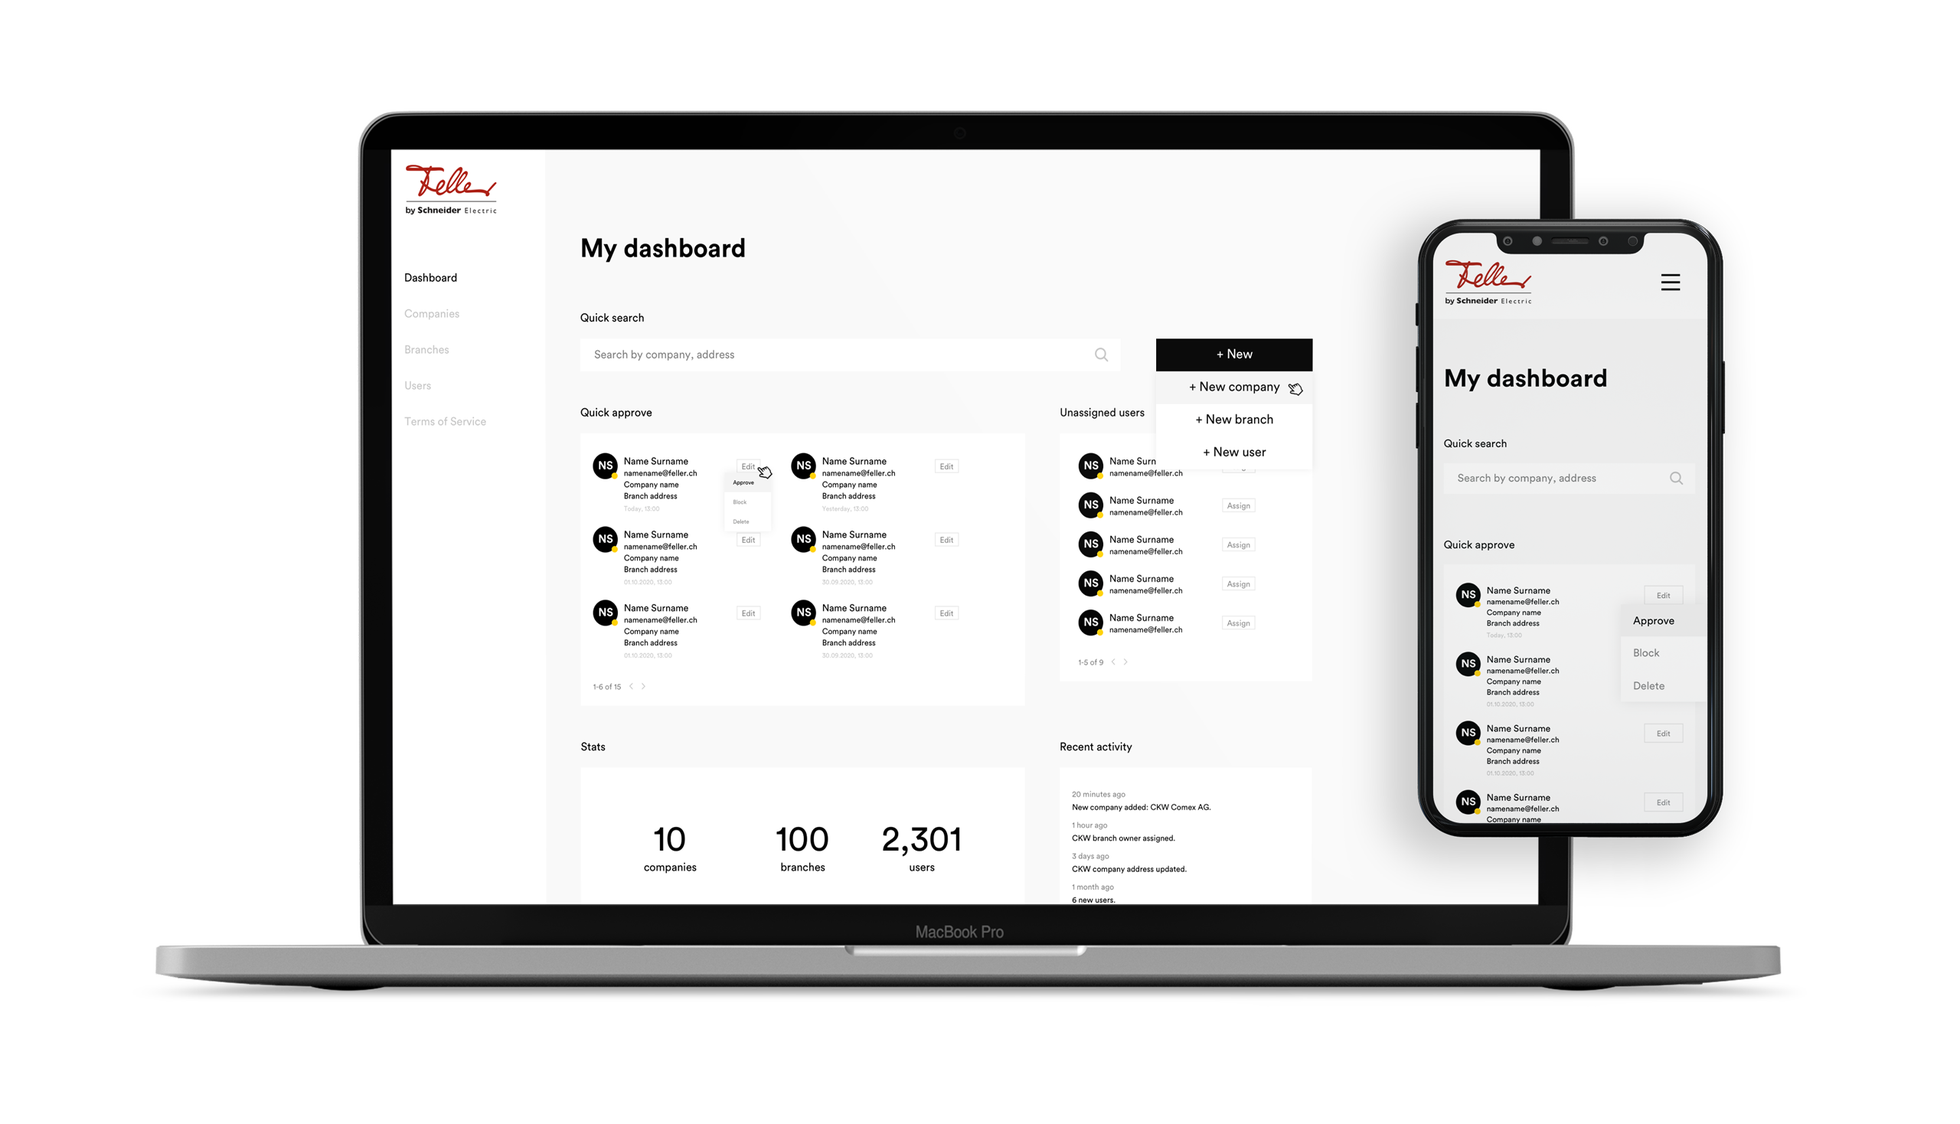 Feller
by Schneider Electric
Dashboard
Companies
Branches
Users
Terms of Service
My dashboard
Quick search
Search by company, address
+ New
+ New company
+ New branch
+ New user
Quick approve
NS
Name Surname
namename@feller.ch
Company name
Branch address
Today, 13:00
Edit
Approve
Block
Delete
NS
Name Surname
namename@feller.ch
Company name
Branch address
Yesterday, 13:00
Edit
NS
Name Surname
namename@feller.ch
Company name
Branch address
01.10.2020, 13:00
Edit
NS
Name Surname
namename@feller.ch
Company name
Branch address
30.09.2020, 13:00
Edit
NS
Name Surname
namename@feller.ch
Company name
Branch address
01.10.2020, 13:00
Edit
NS
Name Surname
namename@feller.ch
Company name
Branch address
30.09.2020, 13:00
Edit
1-6 of 15
Unassigned users
NS
Name Surn
namename@feller.ch
NS
Name Surname
namename@feller.ch
Assign
NS
Name Surname
namename@feller.ch
Assign
NS
Name Surname
namename@feller.ch
Assign
NS
Name Surname
namename@feller.ch
Assign
1-5 of 9
Stats
10
companies
100
branches
2,301
users
Recent activity
20 minutes ago
New company added: CKW Comex AG.
1 hour ago
CKW branch owner assigned.
3 days ago
CKW company address updated.
1 month ago
6 new users.
MacBook Pro
Feller
by Schneider Electric
My dashboard
Quick search
Search by company, address
Quick approve
NS
Name Surname
namename@feller.ch
Company name
Branch address
Today, 13:00
Edit
Approve
Block
Delete
NS
Name Surname
namename@feller.ch
Company name
Branch address
01.10.2020, 13:00
NS
Name Surname
namename@feller.ch
Company name
Branch address
01.10.2020, 13:00
Edit
NS
Name Surname
namename@feller.ch
Company name
Edit